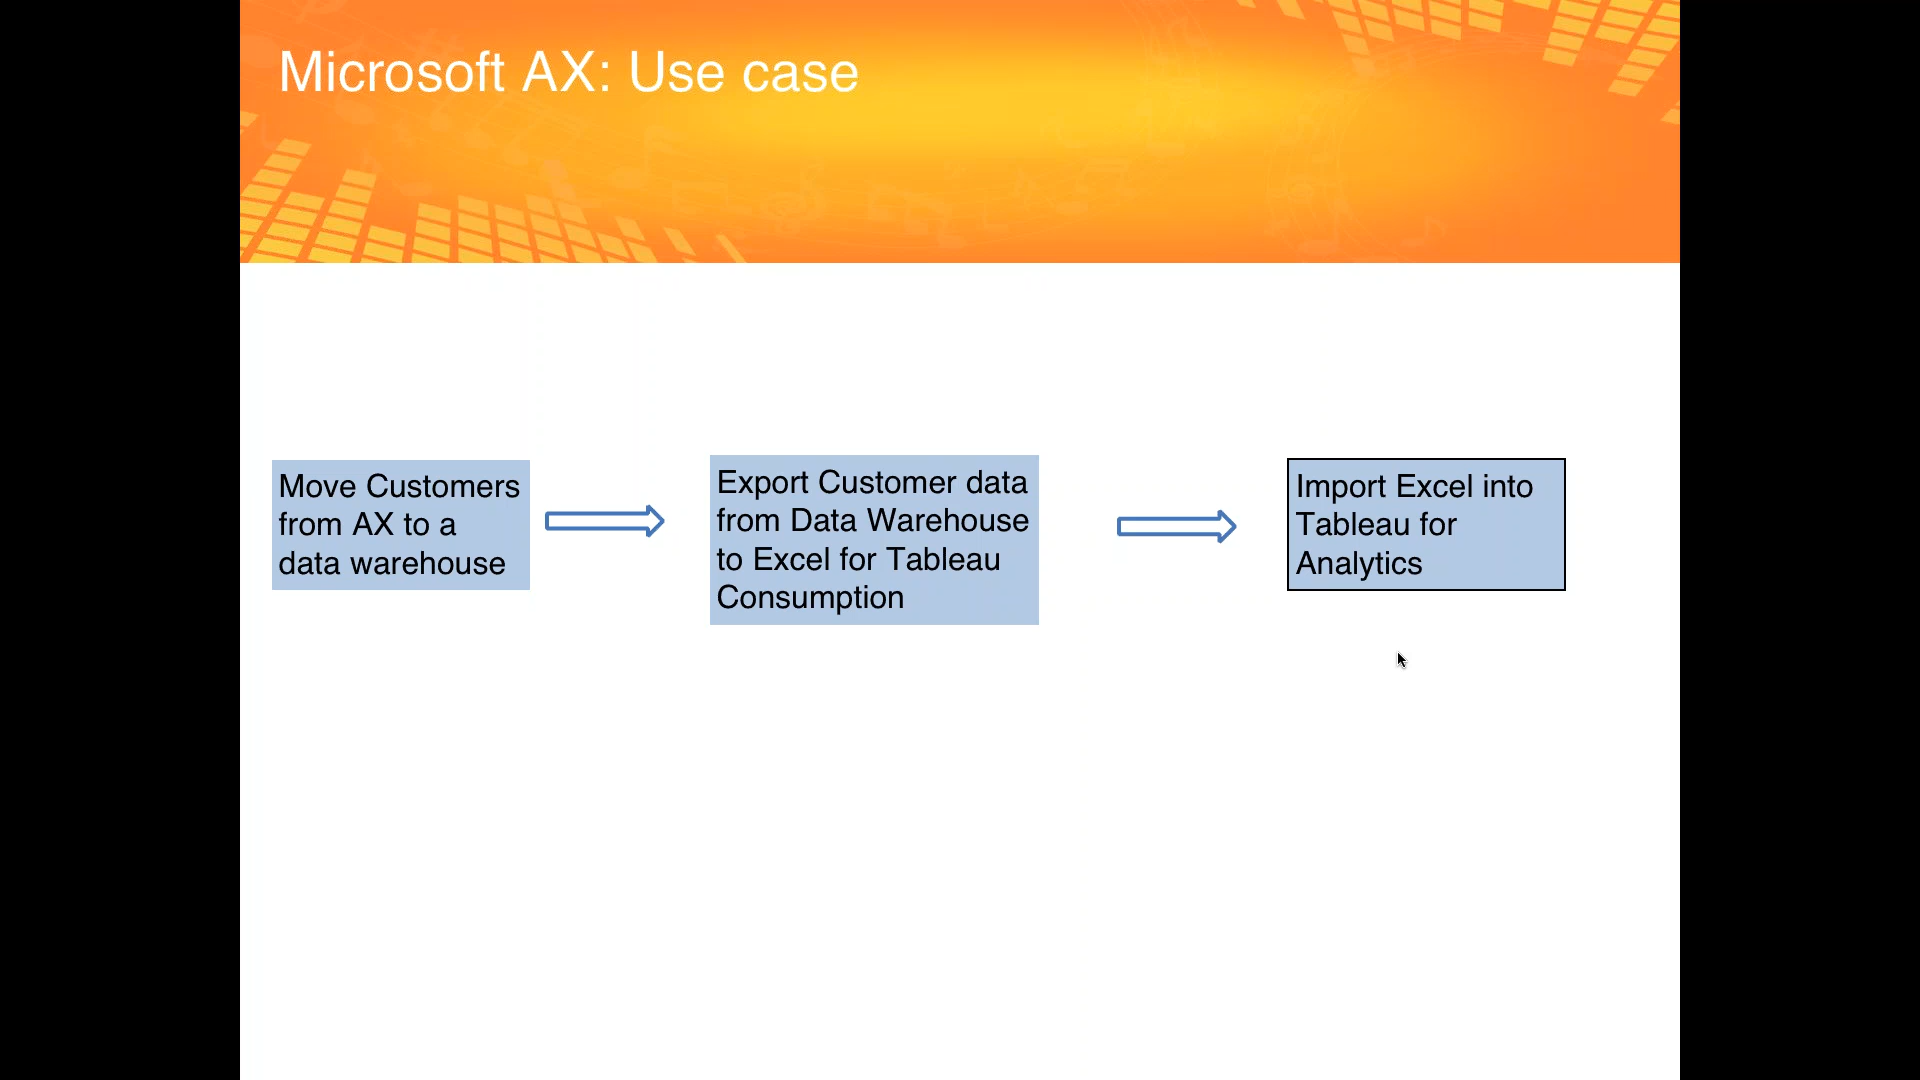 Microsoft AX: Use case
Move Customers
from AX to a
data warehouse
Export Customer data
from Data Warehouse
to Excel for Tableau
Consumption
Import Excel into
Tableau for
Analytics